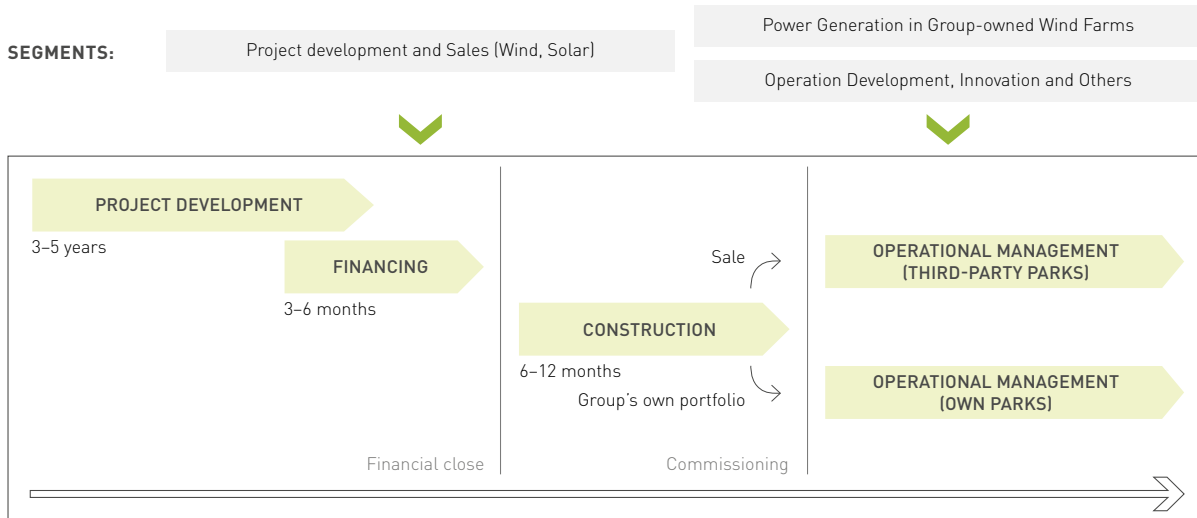 SEGMENTS:
Project development and Sales (Wind, Solar)
Power Generation in Group-owned Wind Farms
Operation Development, Innovation and Others
PROJECT DEVELOPMENT
3–5 years
FINANCING
3–6 months
CONSTRUCTION
6–12 months
Sale
Group's own portfolio
OPERATIONAL MANAGEMENT
(THIRD-PARTY PARKS)
OPERATIONAL MANAGEMENT
(OWN PARKS)
Financial close
Commissioning